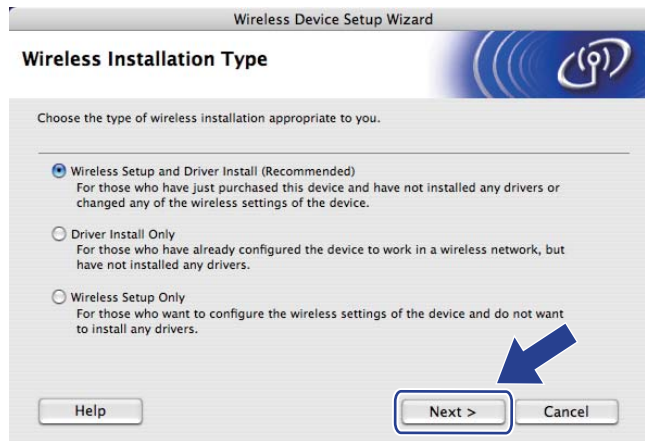 Wireless Device Setup Wizard
Wireless Installation Type
Choose the type of wireless installation appropriate to you.
Wireless Setup and Driver Install (Recommended)
For those who have just purchased this device and have not installed any drivers or
changed any of the wireless settings of the device.
Driver Install Only
For those who have already configured the device to work in a wireless network, but
have not installed any drivers.
Wireless Setup Only
For those who want to configure the wireless settings of the device and do not want
to install any drivers.
Help Next > Cancel